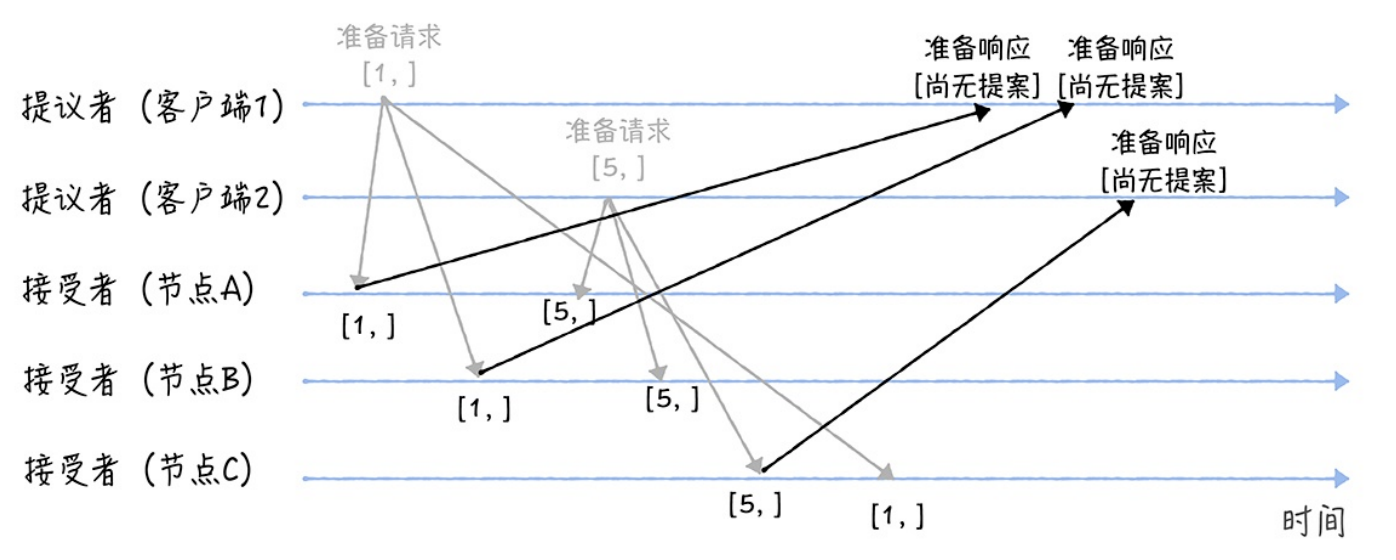 准备请求
[1, ]
准备响应
[尚无提案]
准备响应
[尚无提案]
提议者（客户端1）
准备请求
[5, ]
准备响应
[尚无提案]
提议者（客户端2）
接受者（节点A）
[1, ]
[5, ]
接受者（节点B）
[1, ]
[5, ]
接受者（节点C）
[5, ]
[1, ]
时间